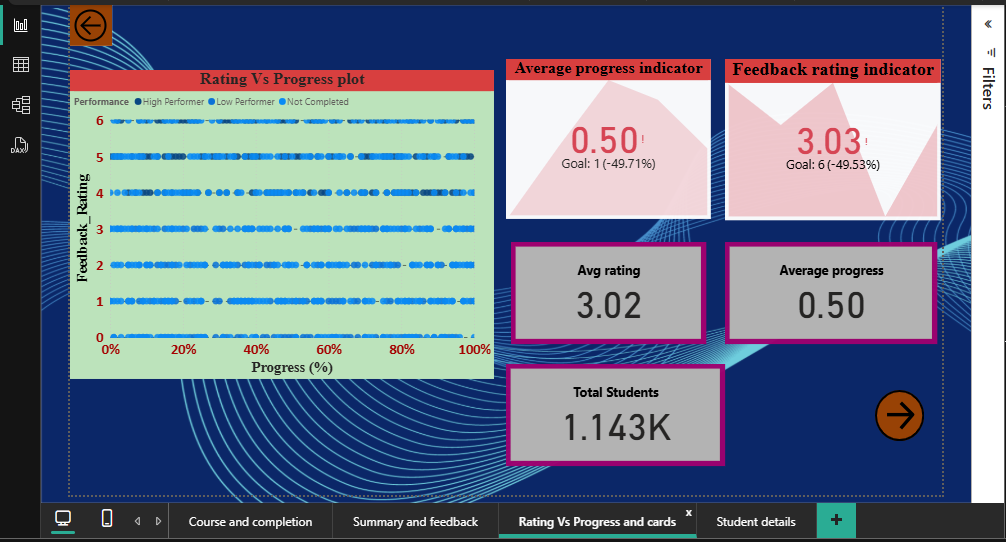 Rating Vs Progress plot
Performance High Performer Low Performer Not Completed
Feedback_Rating
6
5
4
3
2
1
0
0% 20% 40% 60% 80% 100%
Progress (%)
Average progress indicator
0.50!
Goal: 1 (-49.71%)
Feedback rating indicator
3.03!
Goal: 6 (-49.53%)
Avg rating
3.02
Average progress
0.50
Total Students
1.143K
Filters
DAX
Course and completion
Summary and feedback
Rating Vs Progress and cards x
Student details
+